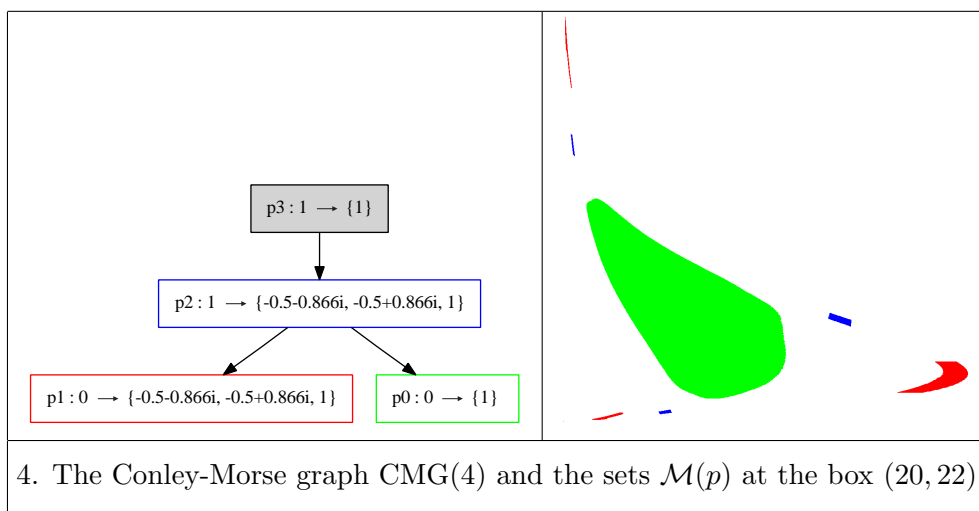 p3 : 1 → {1}
p2 : 1 → {-0.5-0.866i, -0.5+0.866i, 1}
p1 : 0 → {-0.5-0.866i, -0.5+0.866i, 1}
p0 : 0 → {1}
4. The Conley-Morse graph CMG(4) and the sets ℳ(p) at the box (20, 22)